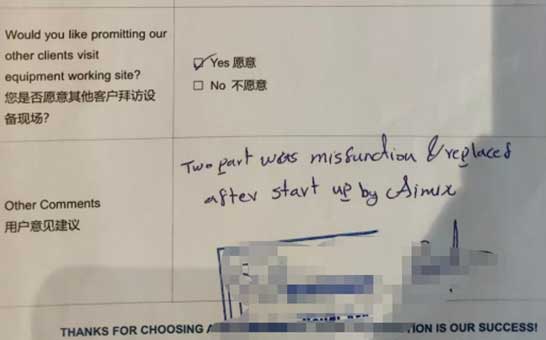 Would you like promitting our
other clients visit
equipment working site?
您是否愿意其他客户拜访设
备现场?
Yes 愿意
No 不愿意
Two part was misfunction & replaced
after start up by Aimix
Other Comments
用户意见建议
THANKS FOR CHOOSING
TION IS OUR SUCCESS!